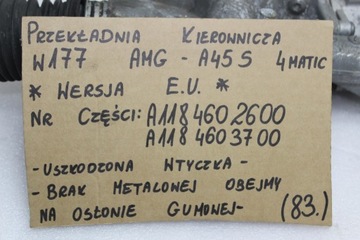 PRZEKŁADNIA KIEROWNICZA
W177 AMG - A45 S 4MATIC
* WERSJA E.U. *
NR CZĘŚCI: A118 460 2600
A118 460 3700
- USZKODZONA WTYCZKA -
- BRAK METALOWEJ OBEJMY
NA OSŁONIE GUMOWEJ - (83.)